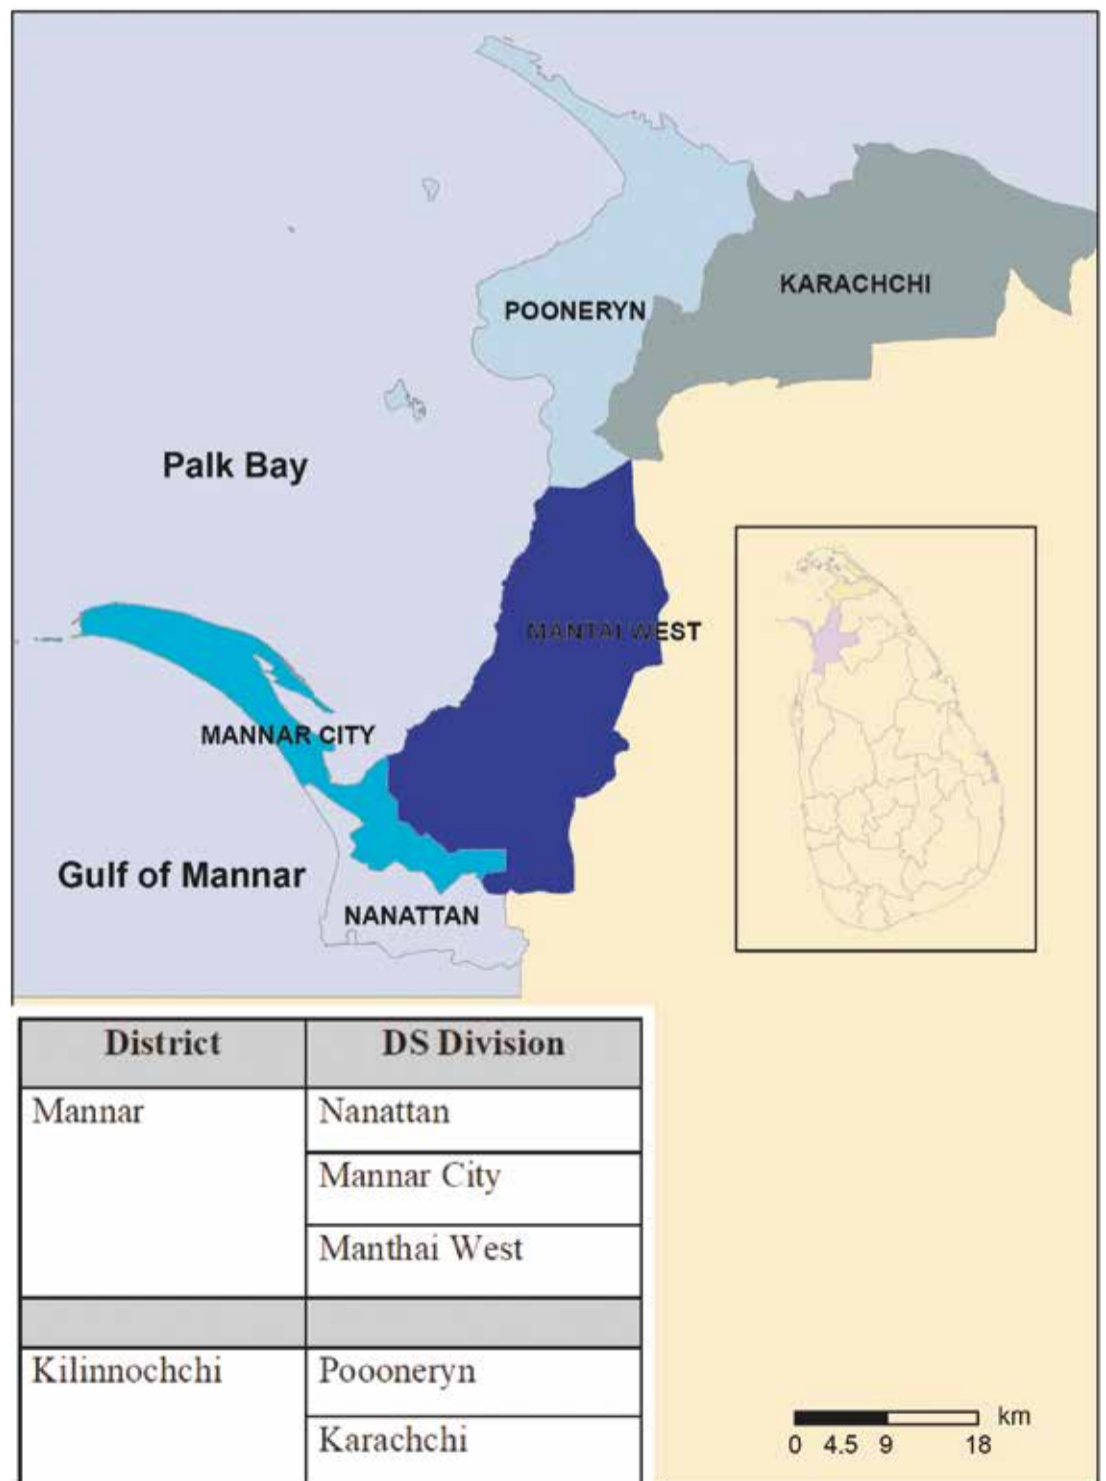 POONERYN
KARACHCHI
Palk Bay
MANTAI WEST
MANNAR CITY
Gulf of Mannar
NANATTAN
District DS Division
Mannar Nanattan
Mannar City
Manthai West
Kilinnochchi Poooneryn
Karachchi
km
0 4.5 9 18